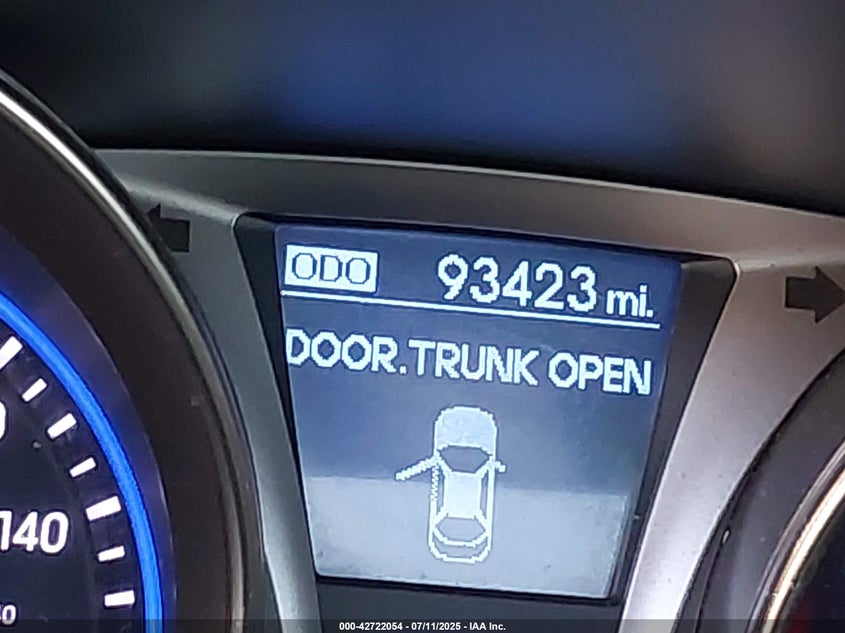 ODO 93423 mi.
DOOR.TRUNK OPEN
140
000-42722054 - 07/11/2025 - IAA Inc.